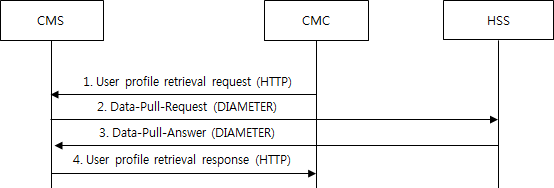 CMS
CMC
HSS
1. User profile retrieval request (HTTP)
2. Data-Pull-Request (DIAMETER)
3. Data-Pull-Answer (DIAMETER)
4. User profile retrieval response (HTTP)